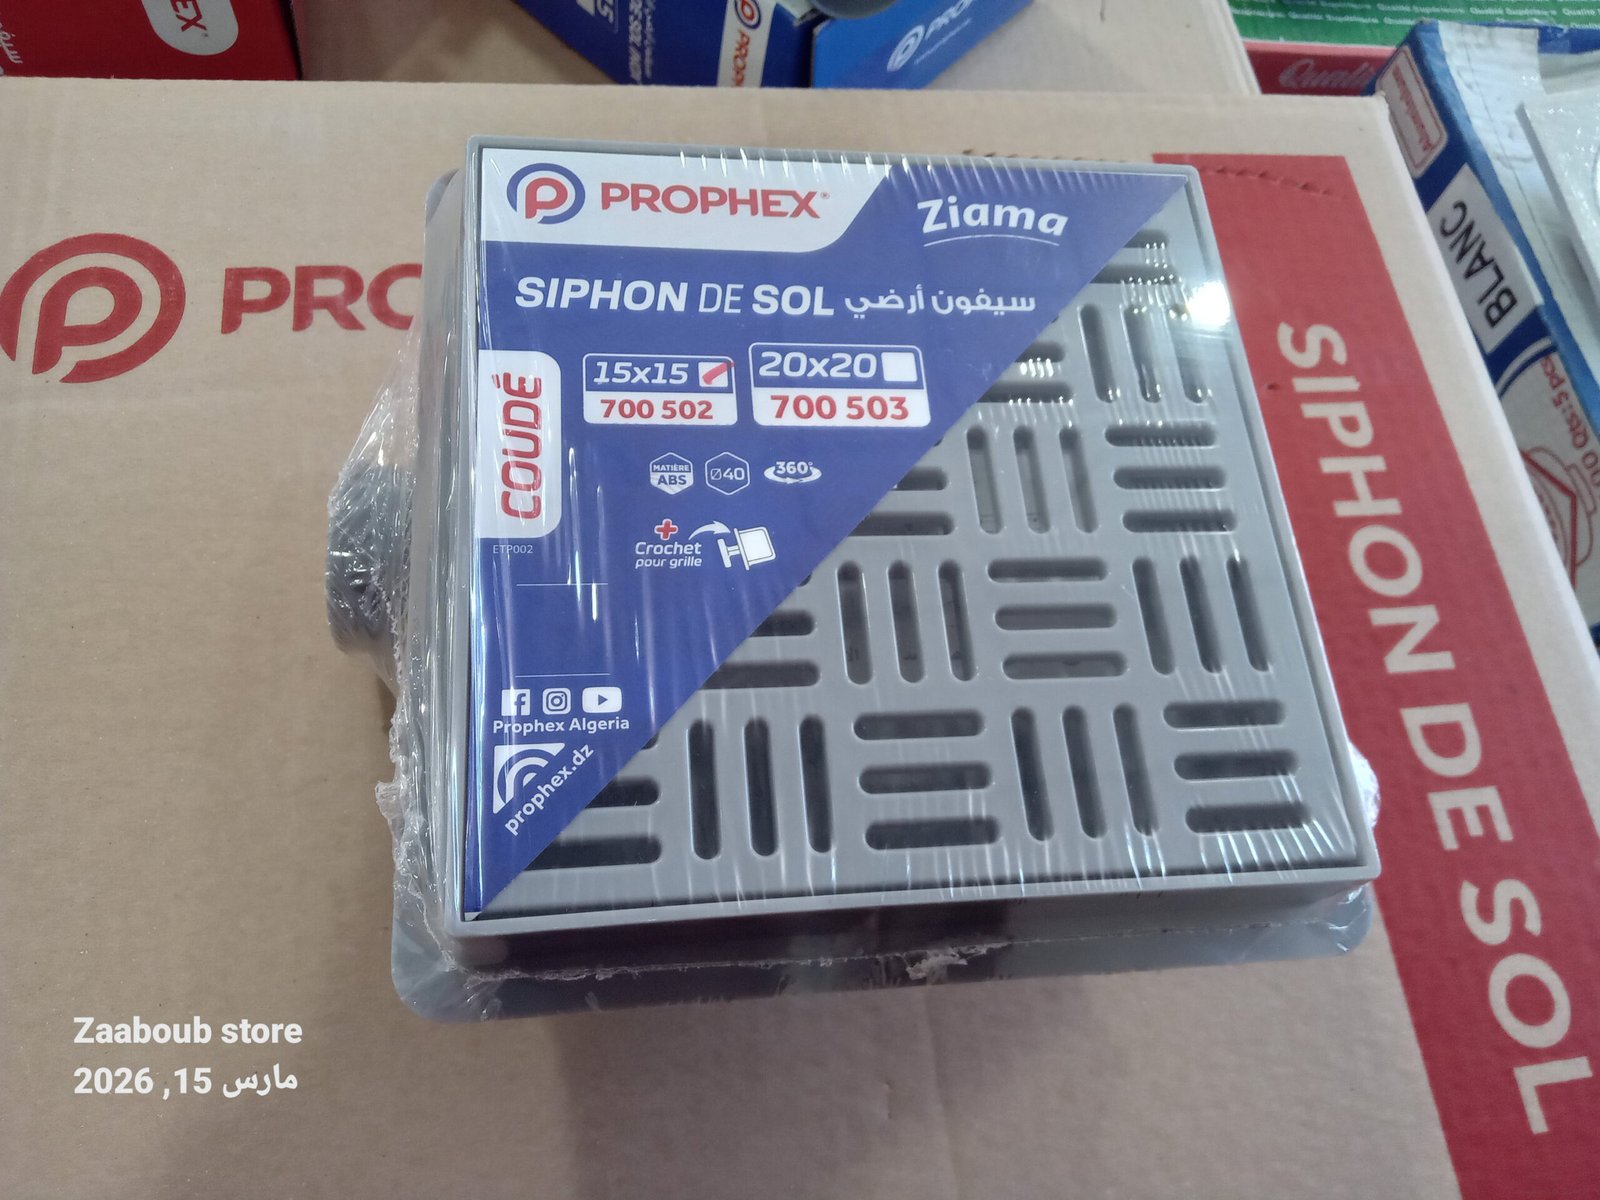 PROPHEX
Ziama
SIPHON DE SOL سيفون أرضي
COUDÉ
15x15
700 502
20x20
700 503
MATIÈRE
ABS
Ø40
360°
+
Crochet
pour grille
ETP002
Prophex Algeria
prophex.dz
PRO
SIPHON DE SOL
BLANC
Zaaboub store
مارس 15, 2026